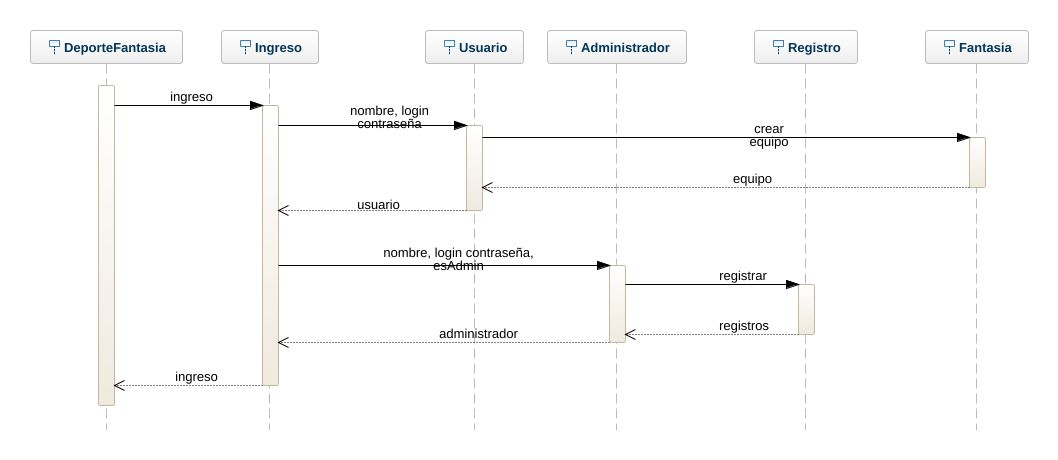 DeporteFantasia
Ingreso
Usuario
Administrador
Registro
Fantasia
ingreso
nombre, login
contraseña
crear
equipo
equipo
usuario
nombre, login contraseña,
esAdmin
registrar
registros
administrador
ingreso